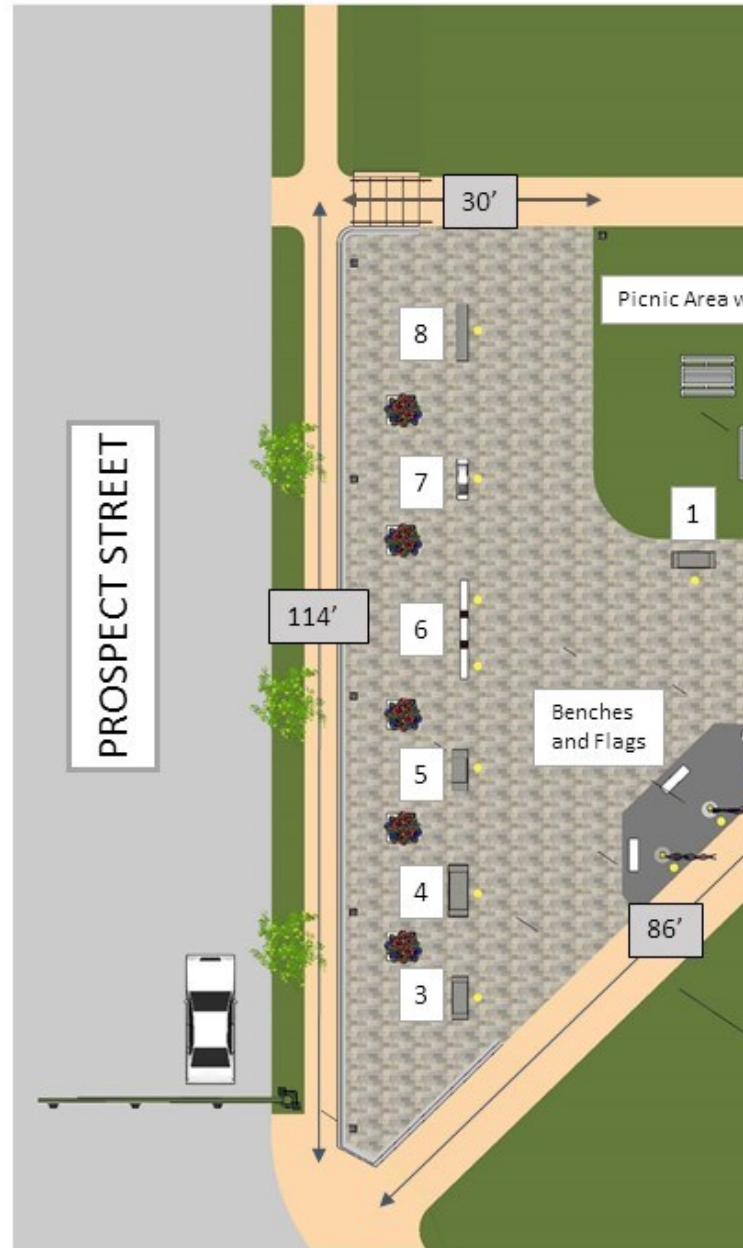 30’
8
Picnic Area w
7
1
PROSPECT STREET
114’
6
Benches
and Flags
5
4
86’
3